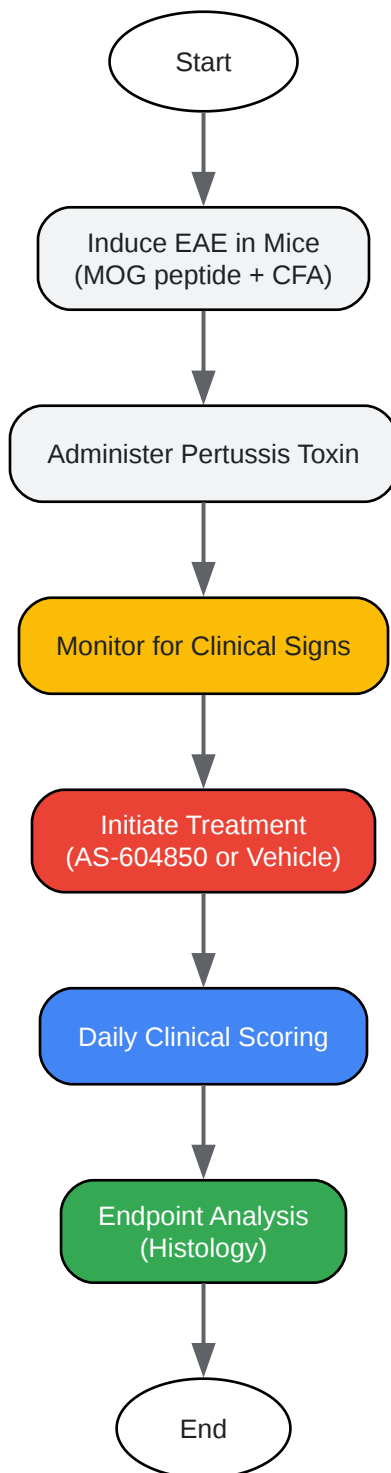 Start
Induce EAE in Mice
(MOG peptide + CFA)
Administer Pertussis Toxin
Monitor for Clinical Signs
Initiate Treatment
(AS-604850 or Vehicle)
Daily Clinical Scoring
Endpoint Analysis
(Histology)
End